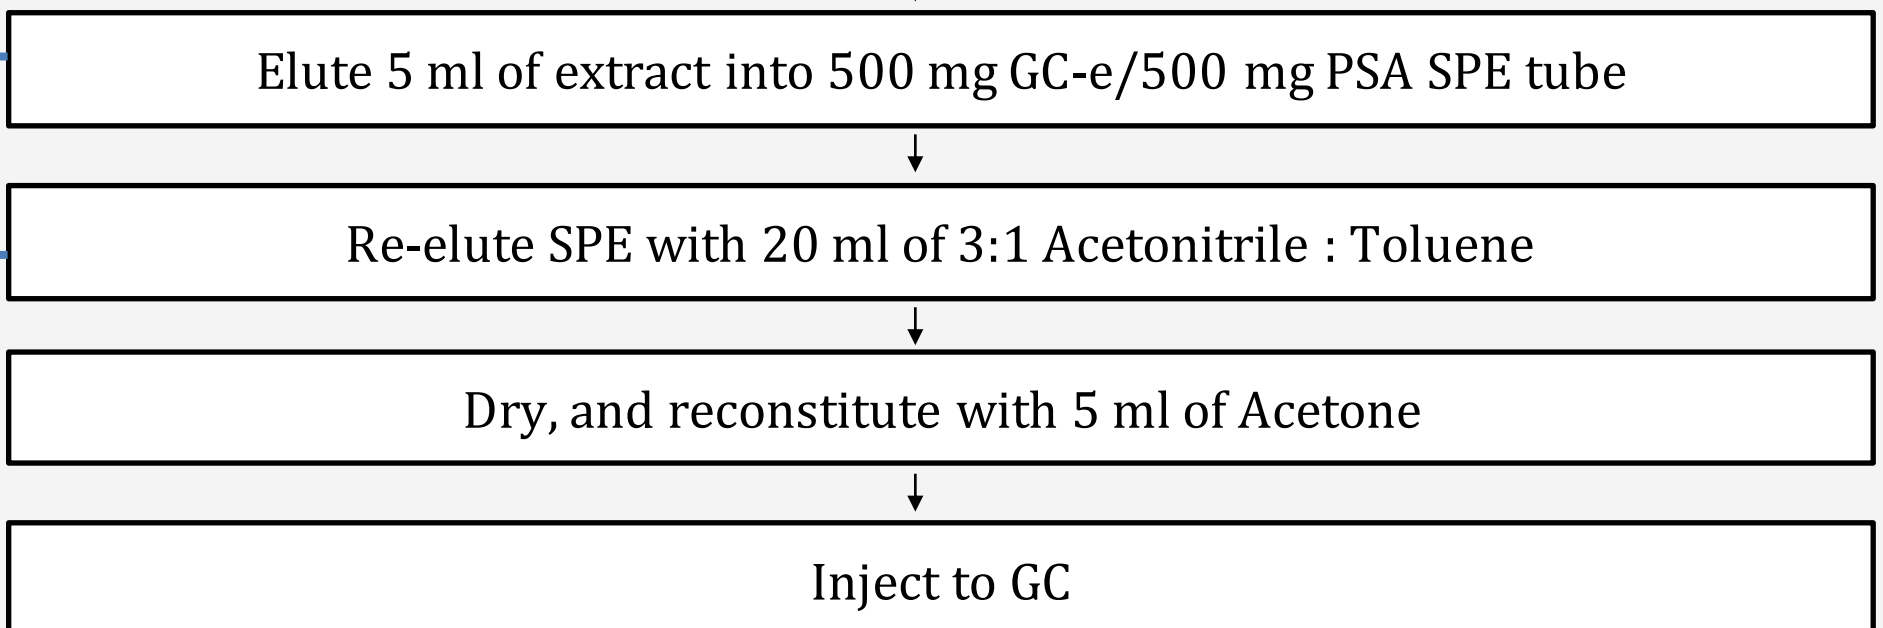 Elute 5 ml of extract into 500 mg GC-e/500 mg PSA SPE tube
Re-elute SPE with 20 ml of 3:1 Acetonitrile : Toluene
Dry, and reconstitute with 5 ml of Acetone
Inject to GC